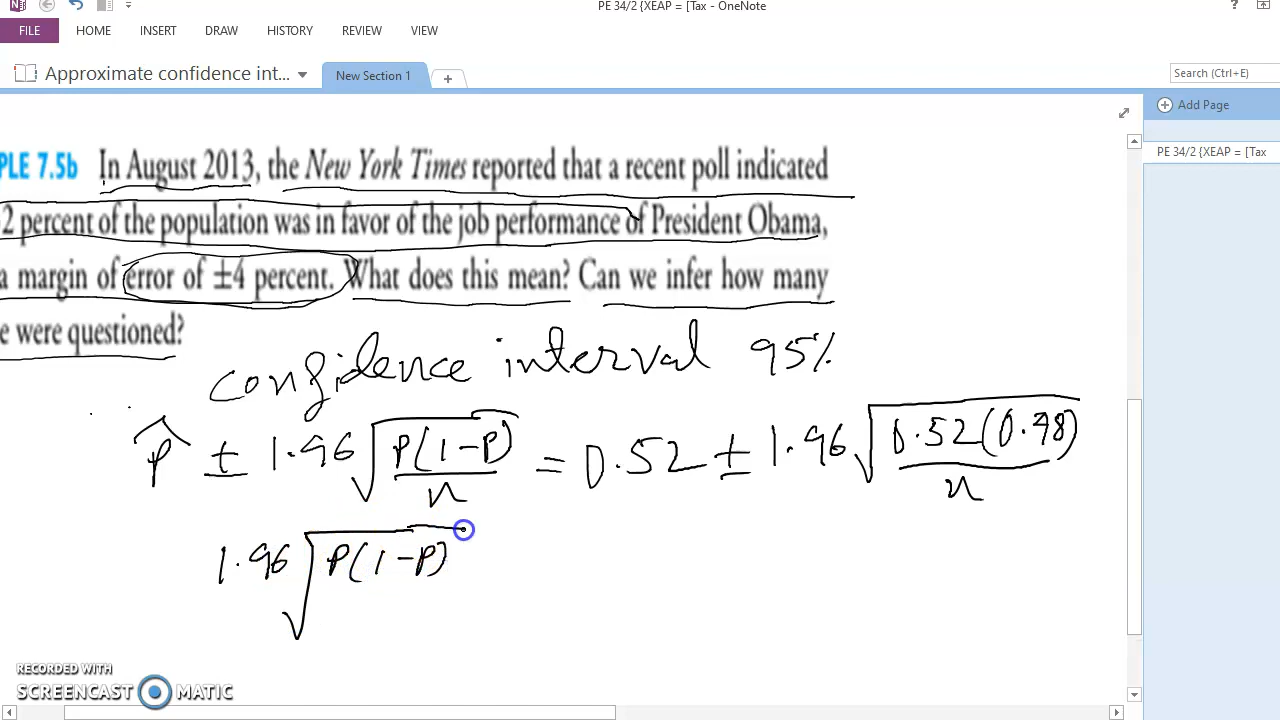 PE 34/2 {XEAP = [Tax - OneNote
FILE HOME INSERT DRAW HISTORY REVIEW VIEW
Approximate confidence int... New Section 1
Search (Ctrl+E)
Add Page
PE 34/2 {XEAP = [Tax
PLE 7.5b In August 2013, the New York Times reported that a recent poll indicated
2 percent of the population was in favor of the job performance of President Obama,
a margin of error of ±4 percent. What does this mean? Can we infer how many
e were questioned?
confidence interval 95%
p̂ ± 1.96 √(P(1-P)/n) = 0.52 ± 1.96 √(0.52(0.48)/n)
1.96 √P(1-P)
RECORDED WITH
SCREENCAST MATIC